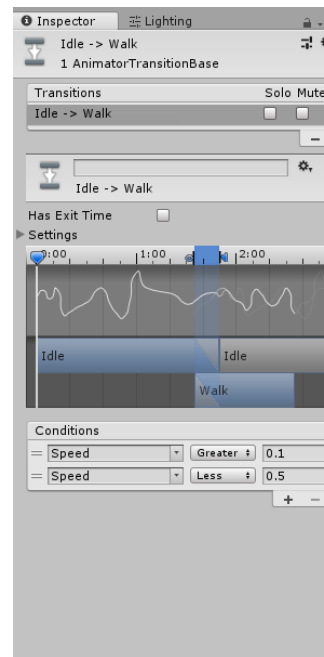 Inspector Lighting
Idle -> Walk
1 AnimatorTransitionBase
Transitions Solo Mute
Idle -> Walk
Idle -> Walk
Has Exit Time
Settings
0:00 1:00 2:00
Idle Idle
Walk
Conditions
Speed Greater 0.1
Speed Less 0.5